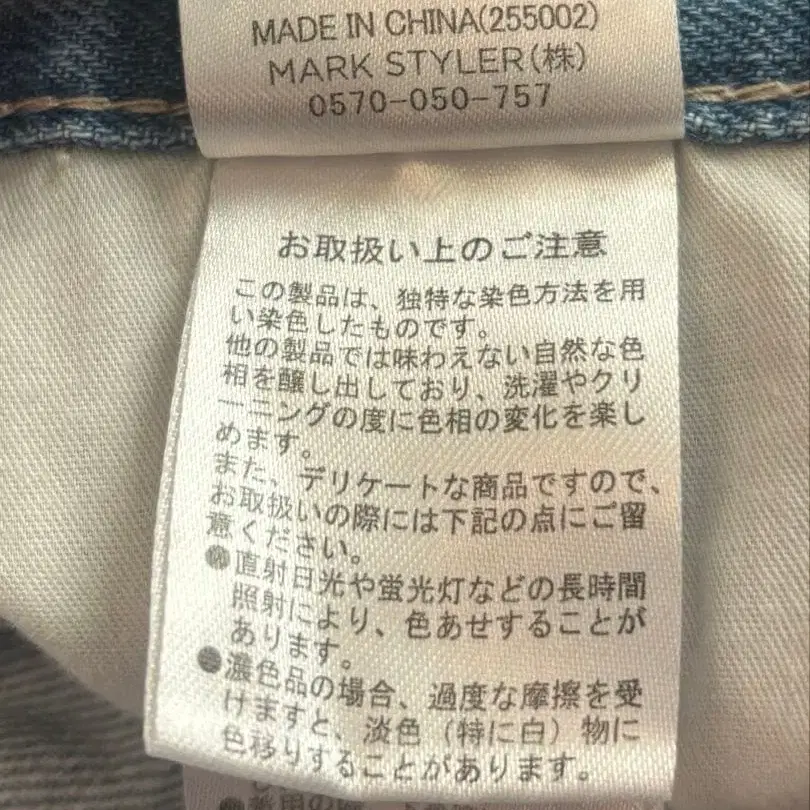 MADE IN CHINA(255002)
MARK STYLER(株)
0570-050-757
お取扱い上のご注意
この製品は、独特な染色方法を用
い染色したものです。
他の製品では味わえない自然な色
相を醸し出しており、洗濯やクリ
ーニングの度に色相の変化を楽し
めます。
また、デリケートな商品ですので、
お取扱いの際には下記の点にご留
意ください。
●直射日光や蛍光灯などの長時間
照射により、色あせすることが
あります。
●濃色品の場合、過度な摩擦を受
けますと、淡色（特に白）物に
色移りすることがあります。